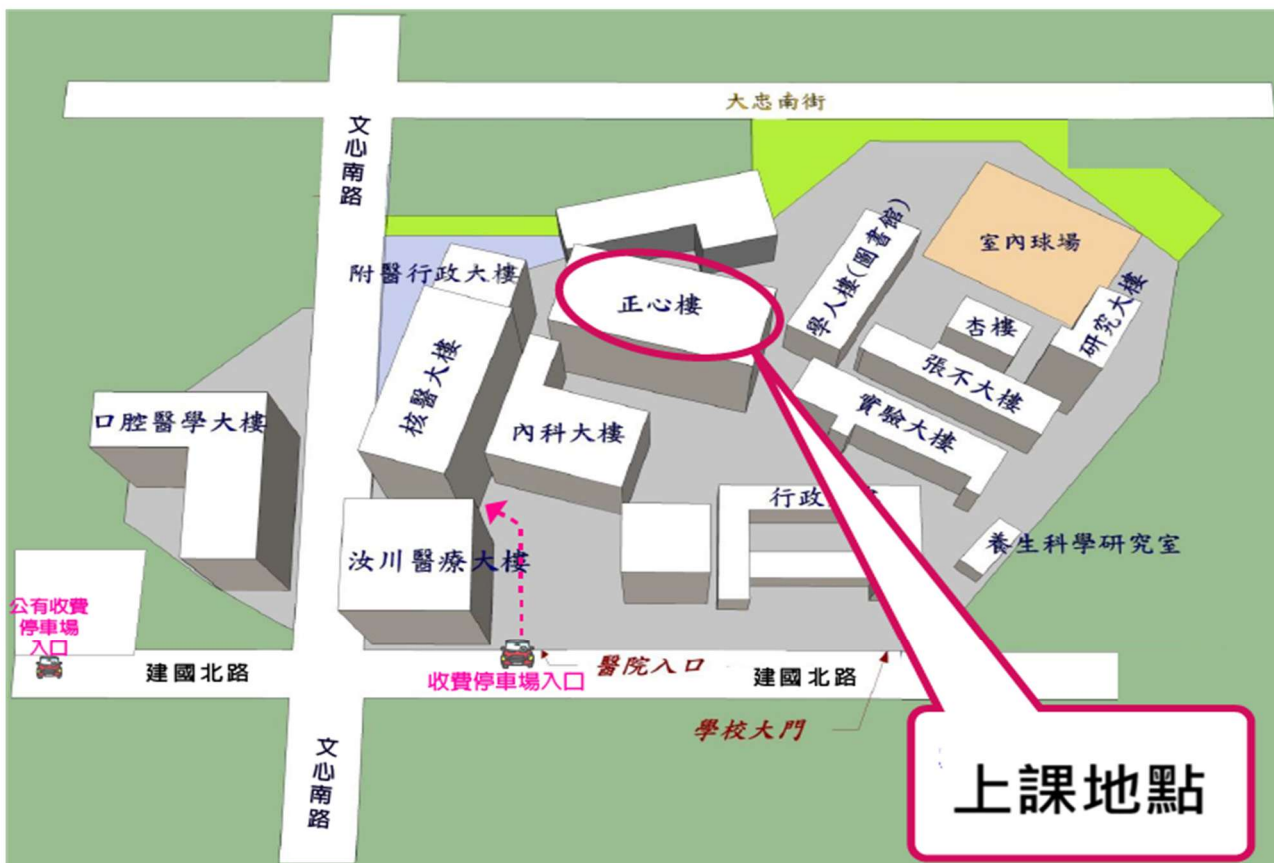 大忠南街
文心南路
學人樓(圖書館)
室內球場
附醫行政大樓
正心樓
研究大樓
杏樓
核醫大樓
張不大樓
口腔醫學大樓
實驗大樓
內科大樓
行政
養生科學研究室
汝川醫療大樓
公有收費
停車場
入口
建國北路
醫院入口
收費停車場入口
建國北路
學校大門
文心南路
上課地點